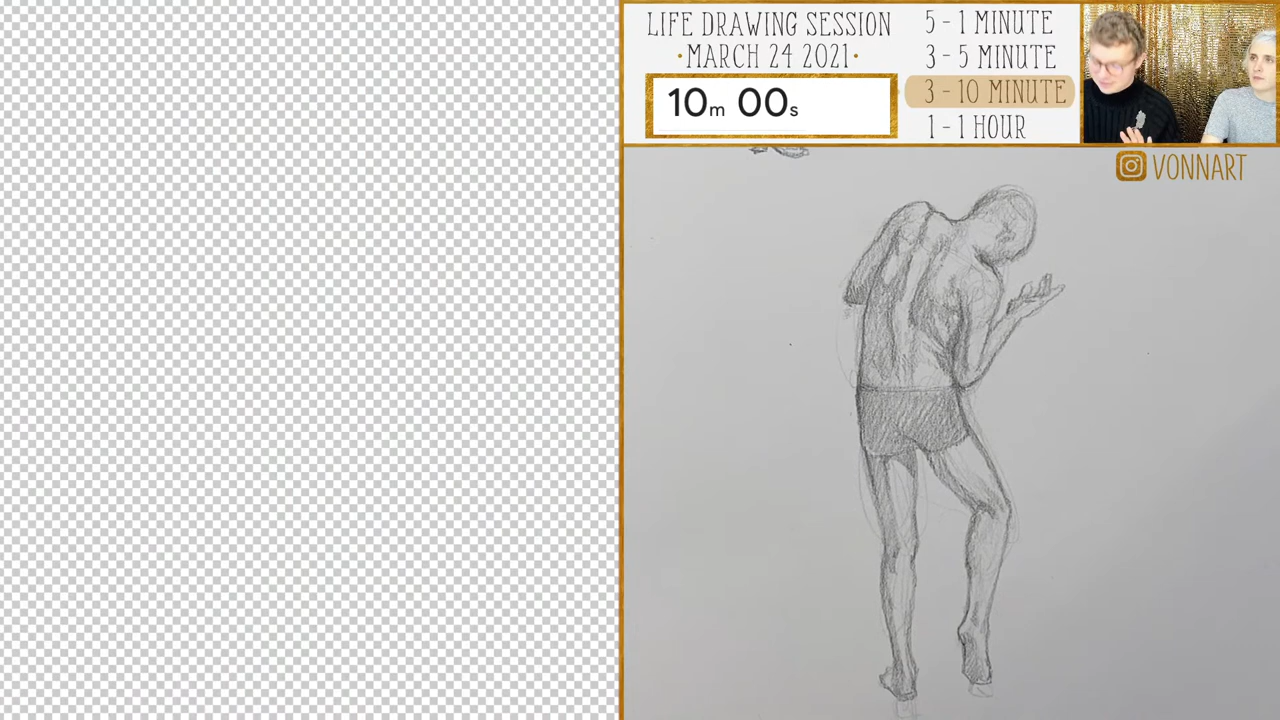 LIFE DRAWING SESSION
•MARCH 24 2021•
10m 00s
5 - 1 MINUTE
3 - 5 MINUTE
3 - 10 MINUTE
1 - 1 HOUR
VONNART